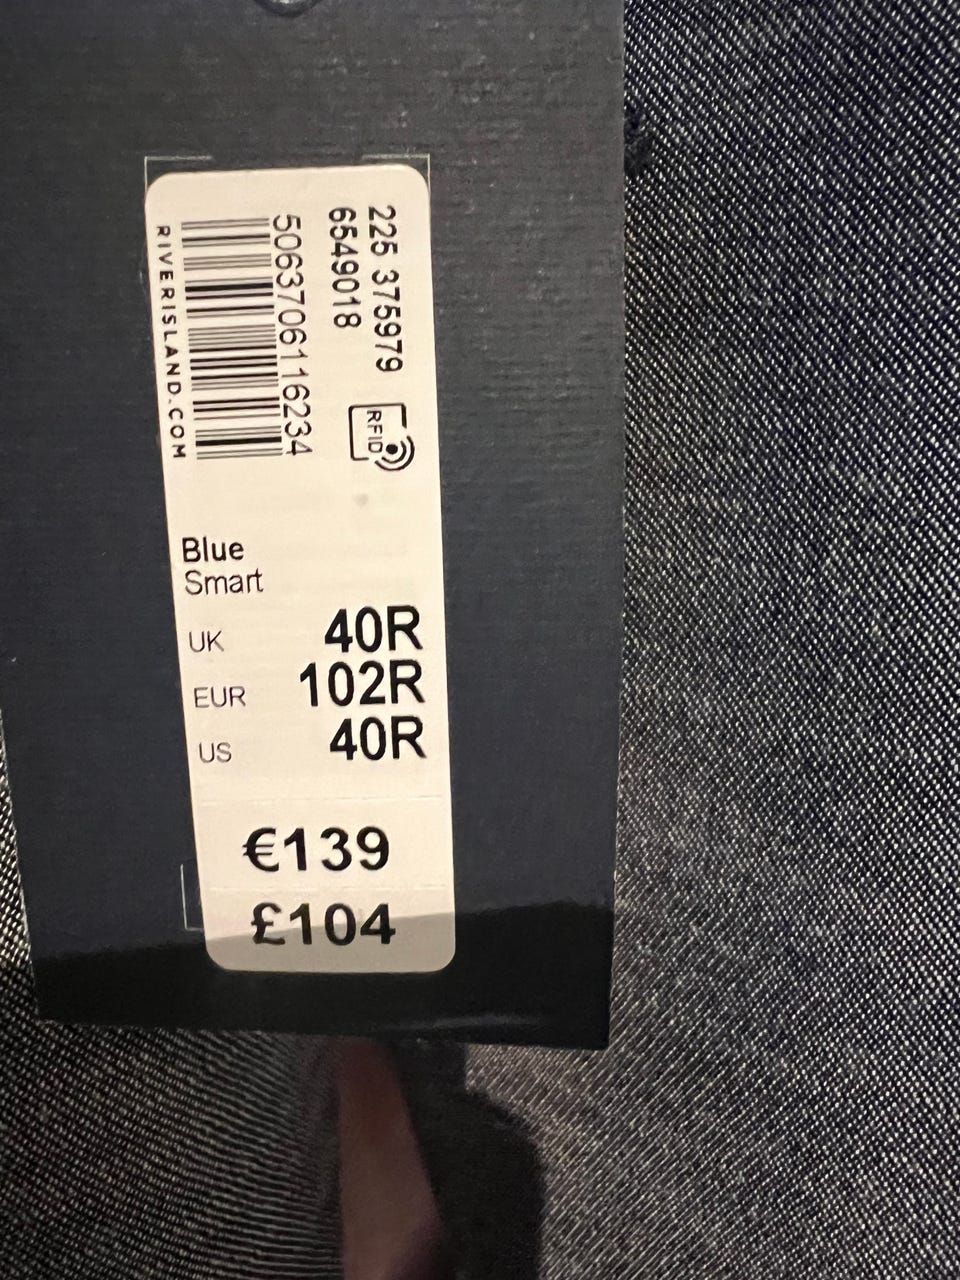 225 375979
6549018
RFID
5063706116234
RIVERISLAND.COM
Blue
Smart
UK 40R
EUR 102R
US 40R
€139
£104